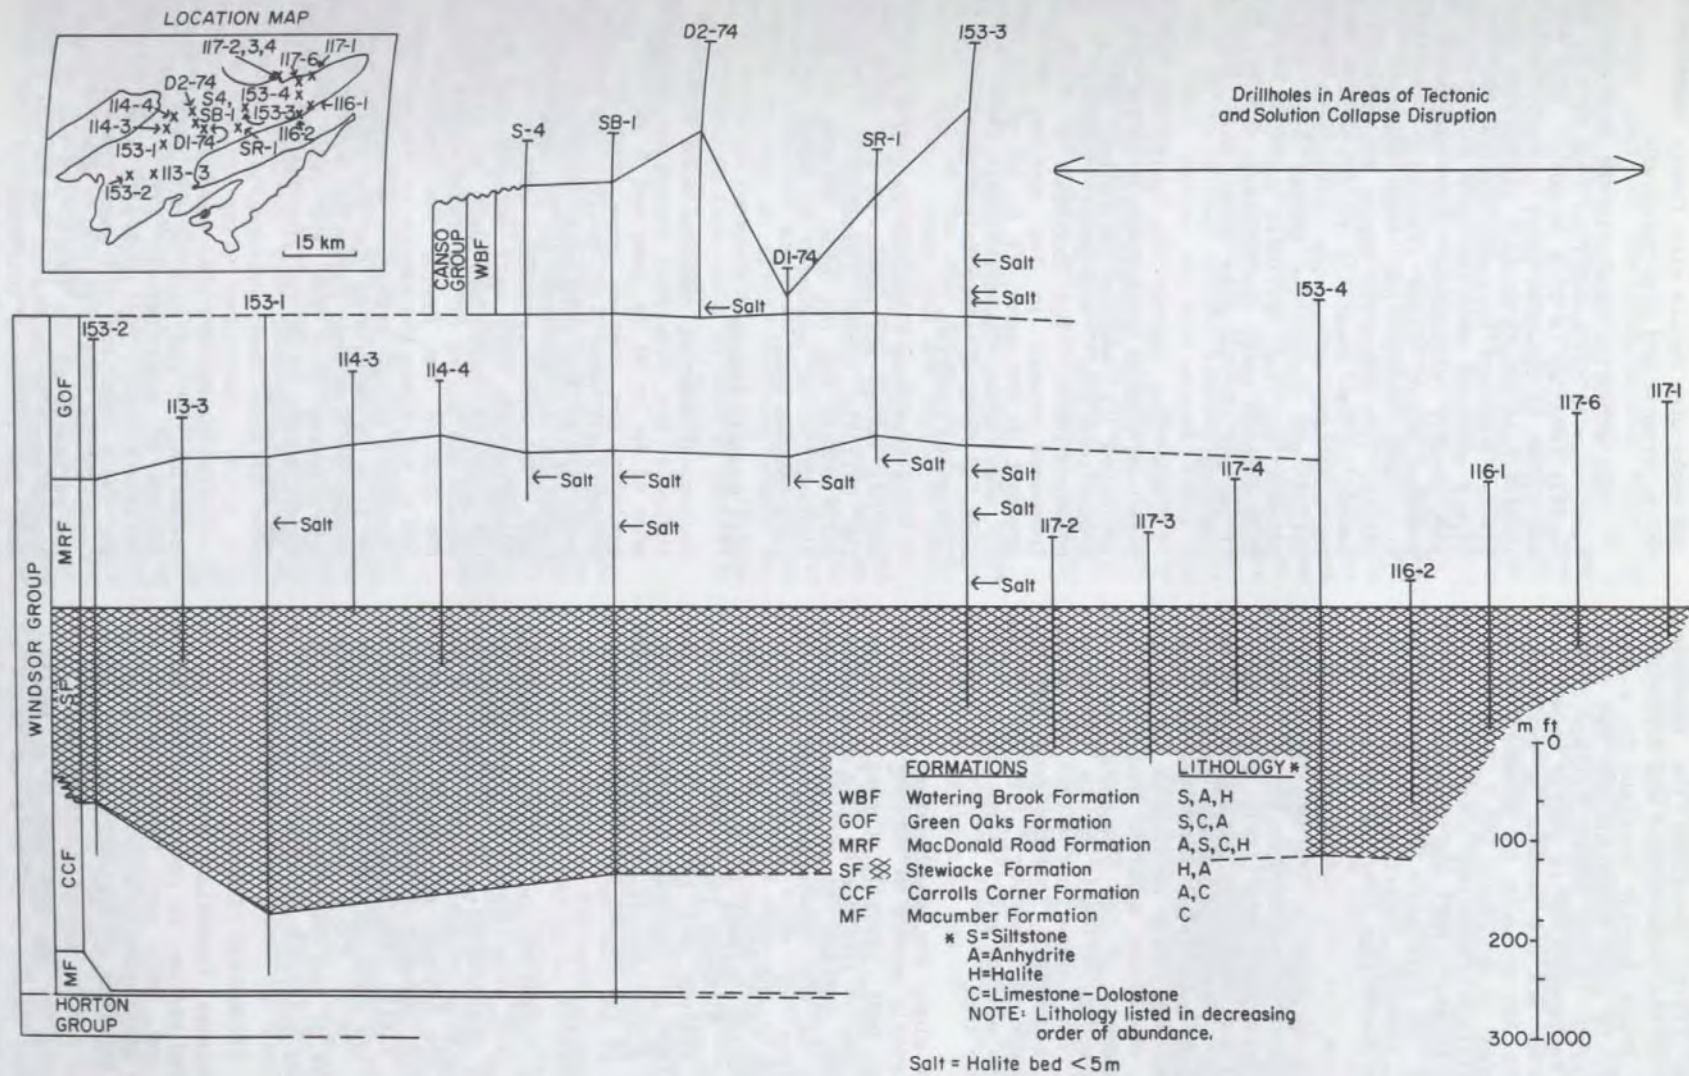 LOCATION MAP
117-2,3,4
117-1
117-6
D2-74
S4,
153-4
114-4
SB-1
153-3
116-1
114-3
116-2
153-1
D1-74
SR-1
113-3
153-2
15 km
D2-74
153-3
S-4
SB-1
SR-1
D1-74
Drillholes in Areas of Tectonic
and Solution Collapse Disruption
CANSO
GROUP
WBF
Salt
Salt
Salt
153-1
153-2
153-4
113-3
114-3
114-4
117-6
117-1
GOF
Salt
Salt
Salt
Salt
Salt
117-4
116-1
MRF
Salt
Salt
Salt
117-2
117-3
Salt
116-2
WINDSOR GROUP
SF
CCF
MF
HORTON
GROUP
FORMATIONS LITHOLOGY *
WBF Watering Brook Formation S, A, H
GOF Green Oaks Formation S, C, A
MRF MacDonald Road Formation A, S, C, H
SF Stewiacke Formation H, A
CCF Carrolls Corner Formation A, C
MF Macumber Formation C
* S=Siltstone
A=Anhydrite
H=Halite
C=Limestone-Dolostone
NOTE: Lithology listed in decreasing
order of abundance.
Salt = Halite bed <5m
m ft
0
100
200
300 1000